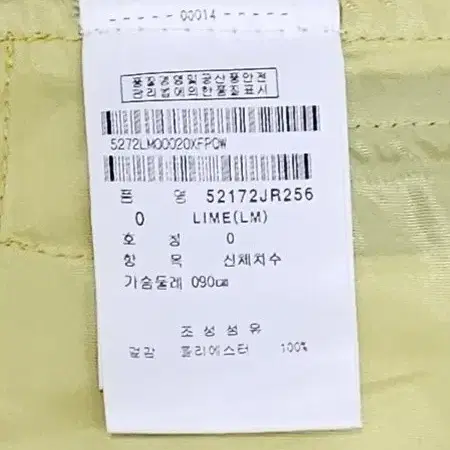 00014
품질경영및공산품안전
관리법에의한품질표시
5272LM00020XFPOW
품 명 52172JR256
0 LIME(LM)
호 칭 0
항 목 신체치수
가슴둘레 090㎝
조성섬유
겉감 폴리에스터 100%